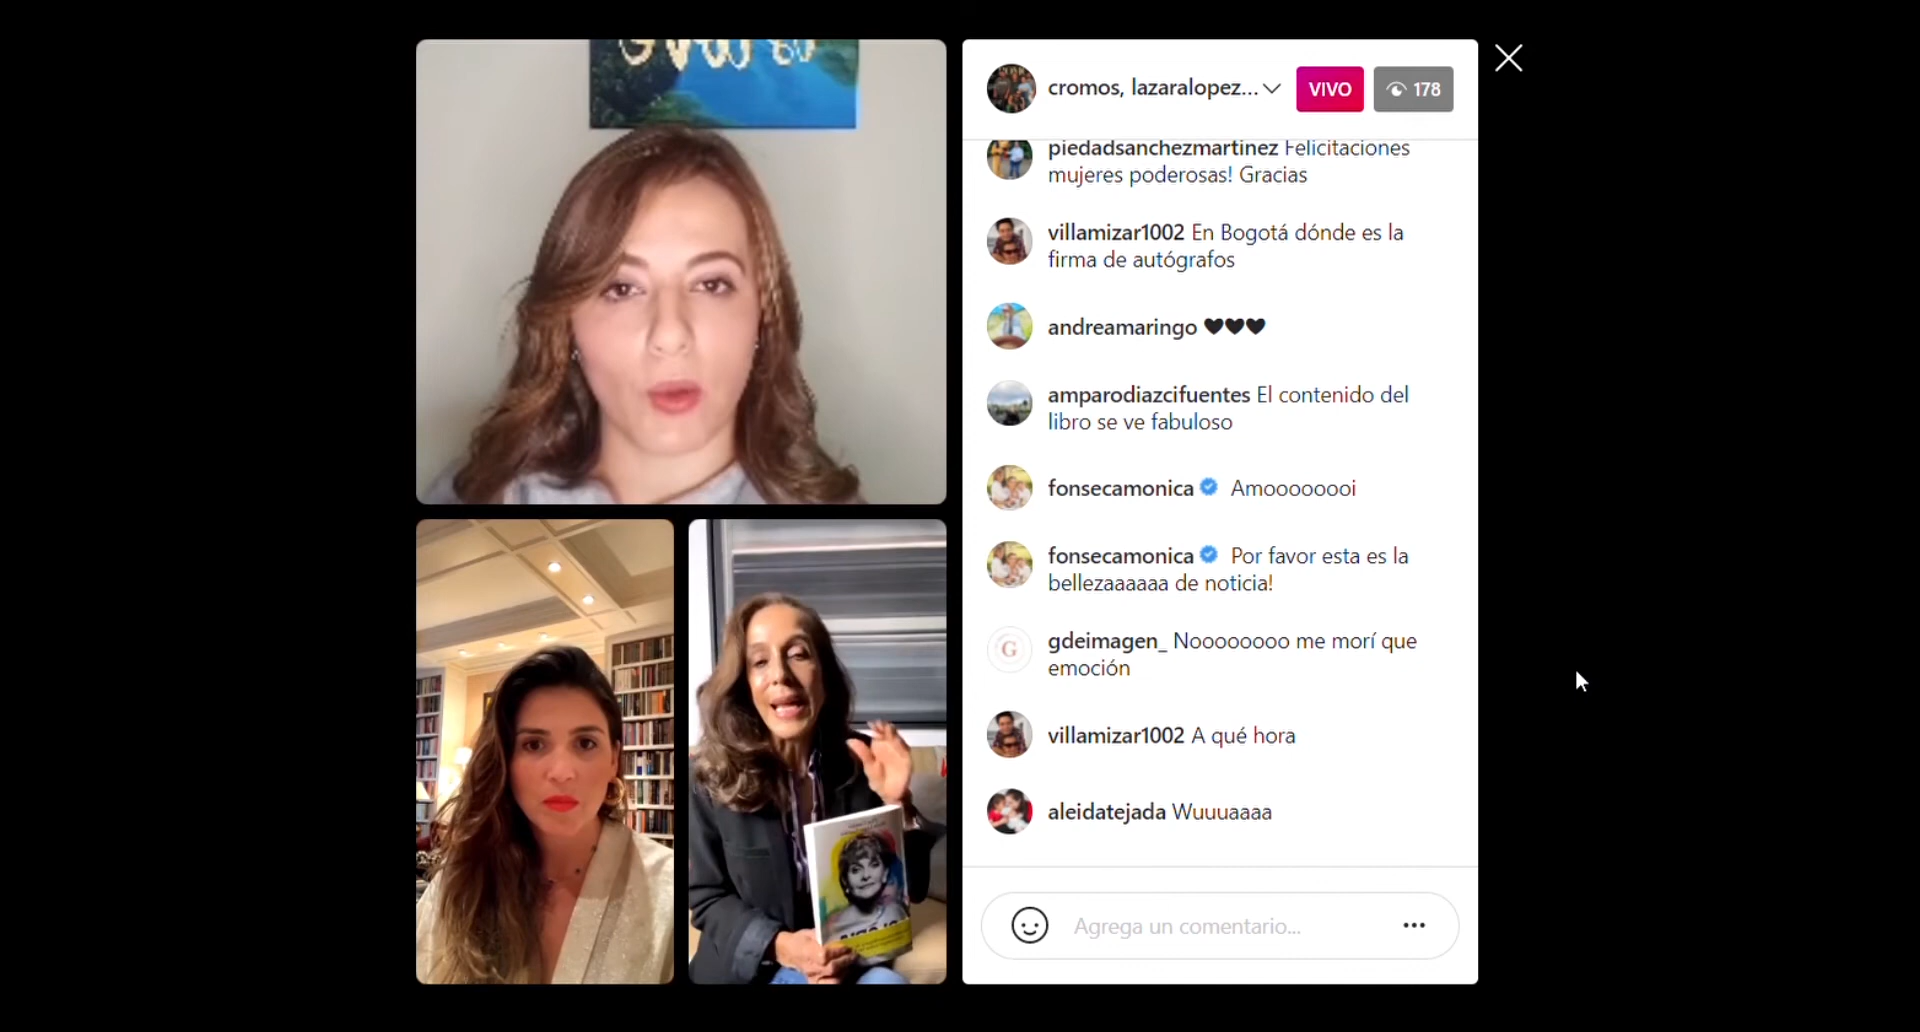 cromos, lazaralopez...
VIVO
178
piedadsanchezmartinez Felicitaciones
mujeres poderosas! Gracias
villamizar1002 En Bogotá dónde es la
firma de autógrafos
andreamaringo 🖤🖤🖤
amparodiazcifuentes El contenido del
libro se ve fabuloso
fonsecamonica Amoooooooi
fonsecamonica Por favor esta es la
bellezaaaaaa de noticia!
G
gdeimagen_ Noooooooo me morí que
emoción
villamizar1002 A qué hora
aleidatejada Wuuuaaaa
Agrega un comentario...